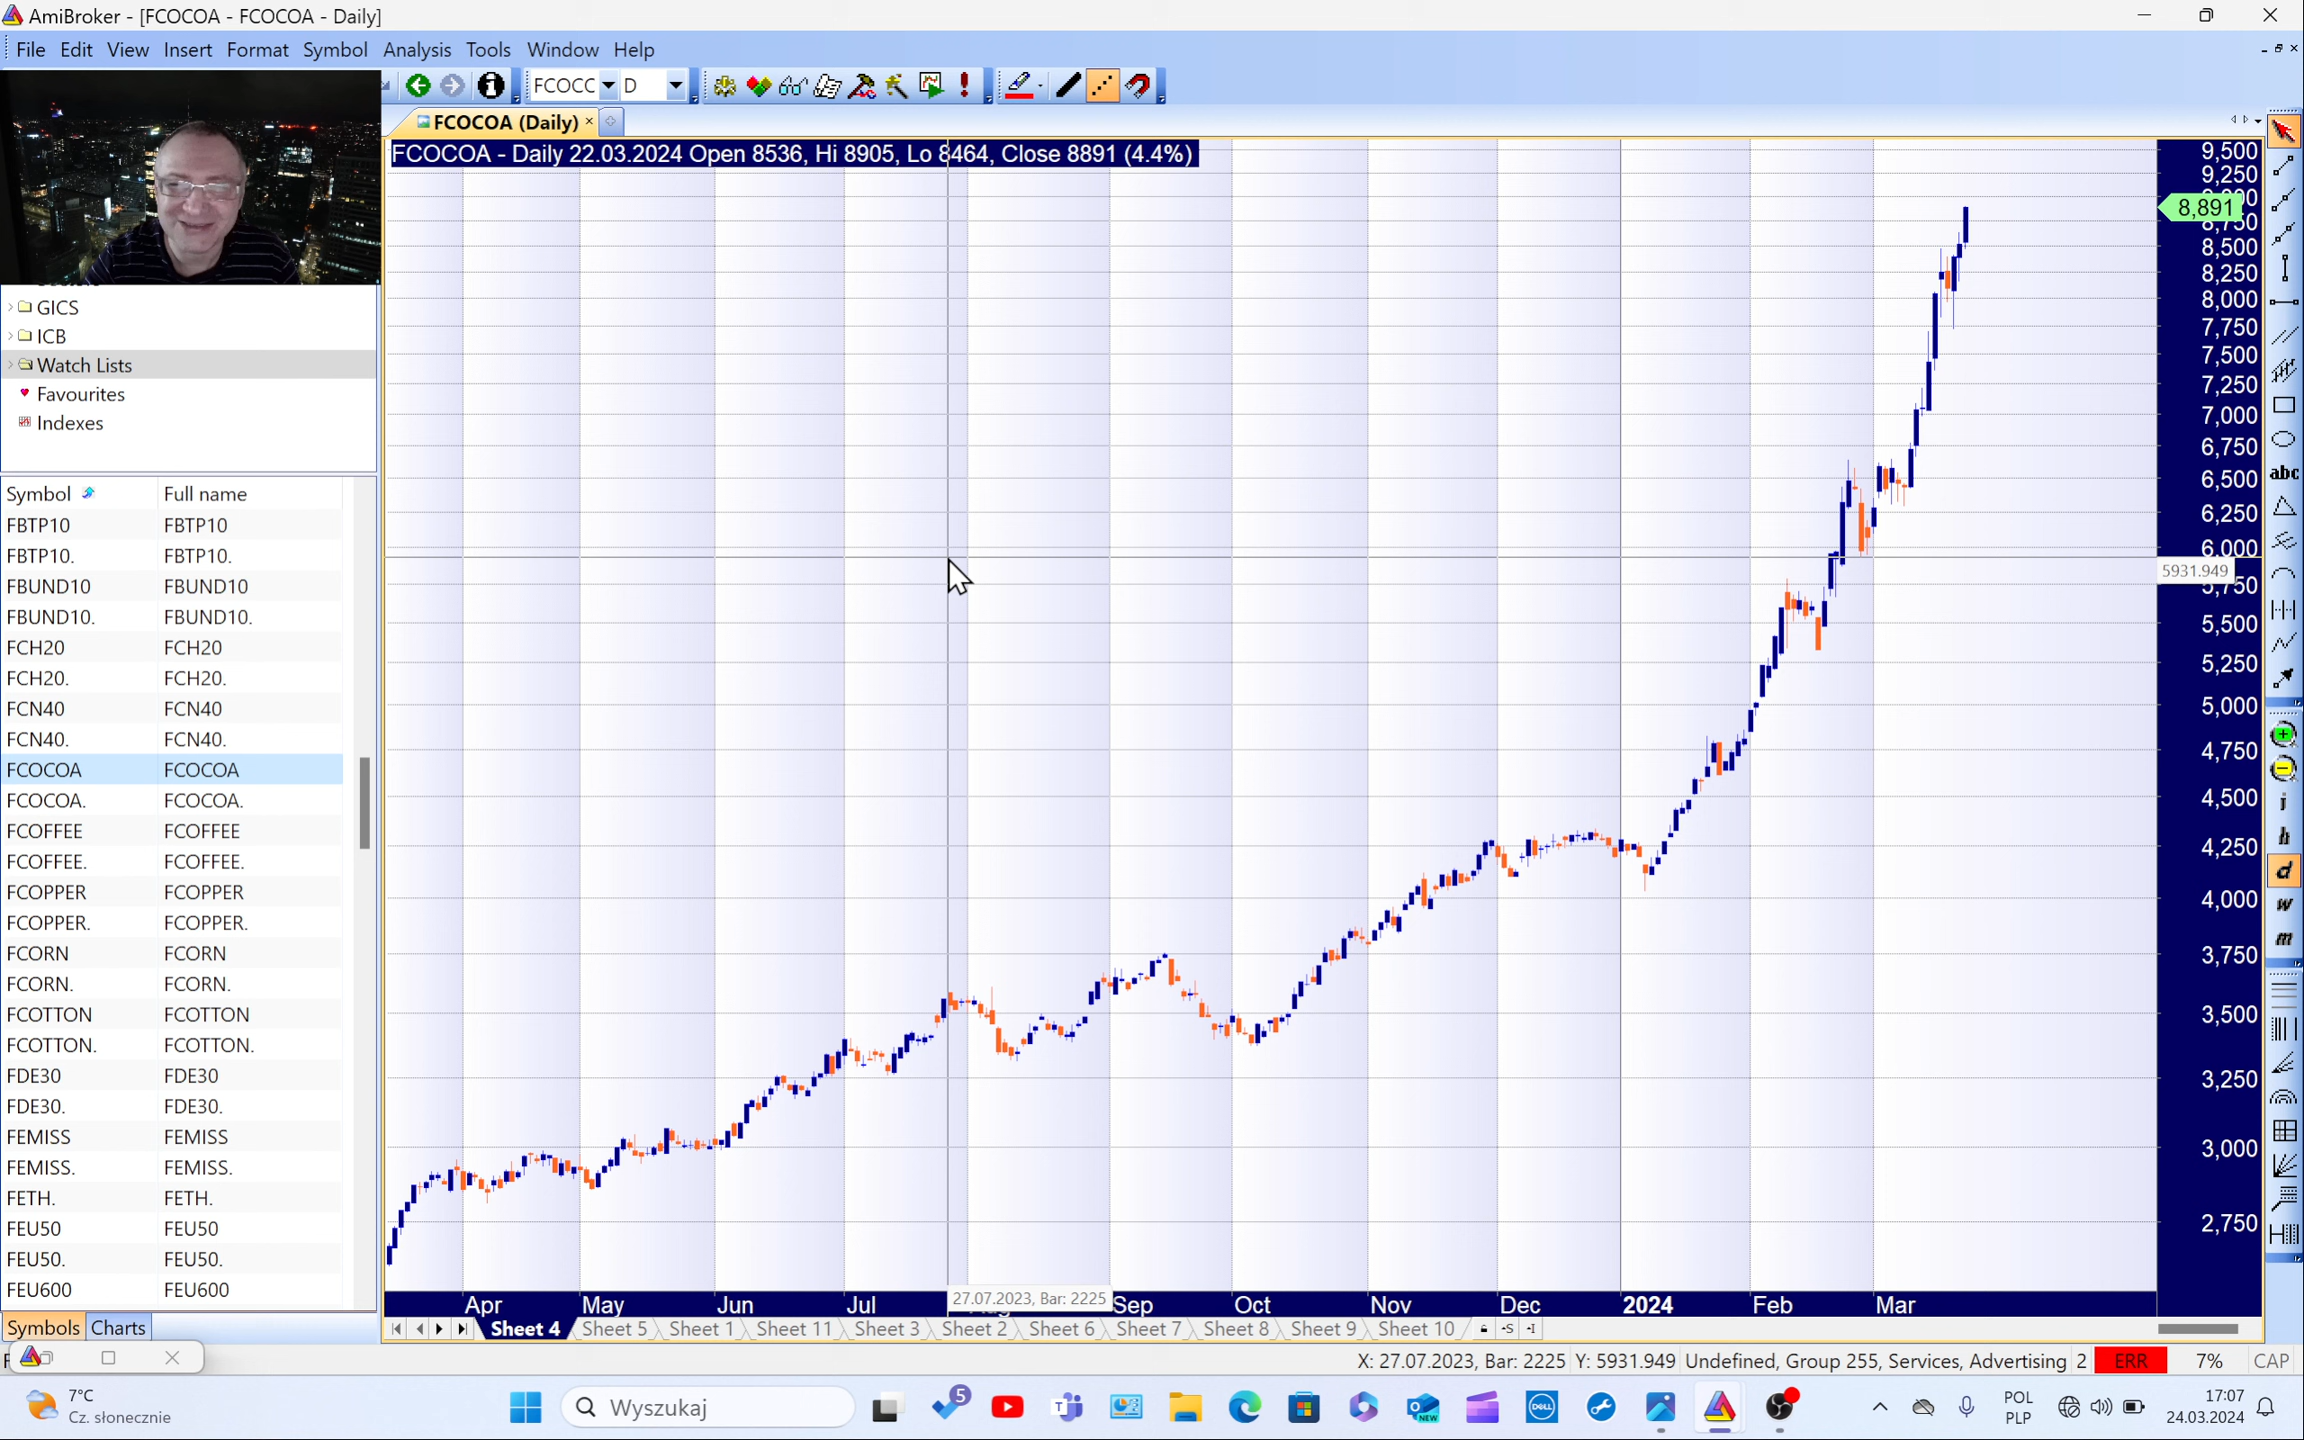 AmiBroker - [FCOCOA - FCOCOA - Daily]
File Edit View Insert Format Symbol Analysis Tools Window Help
FCOCC D
FCOCOA (Daily)
FCOCOA - Daily 22.03.2024 Open 8536, Hi 8905, Lo 8464, Close 8891 (4.4%)
GICS
ICB
Watch Lists
Favourites
Indexes
Symbol Full name
FBTP10 FBTP10
FBTP10. FBTP10.
FBUND10 FBUND10
FBUND10. FBUND10.
FCH20 FCH20
FCH20. FCH20.
FCN40 FCN40
FCN40. FCN40.
FCOCOA FCOCOA
FCOCOA. FCOCOA.
FCOFFEE FCOFFEE
FCOFFEE. FCOFFEE.
FCOPPER FCOPPER
FCOPPER. FCOPPER.
FCORN FCORN
FCORN. FCORN.
FCOTTON FCOTTON
FCOTTON. FCOTTON.
FDE30 FDE30
FDE30. FDE30.
FEMISS FEMISS
FEMISS. FEMISS.
FETH. FETH.
FEU50 FEU50
FEU50. FEU50.
FEU600 FEU600
Symbols Charts
9,500
9,250
8,891
8,750
8,500
8,250
8,000
7,750
7,500
7,250
7,000
6,750
6,500
6,250
6,000
5931.949
5,750
5,500
5,250
5,000
4,750
4,500
4,250
4,000
3,750
3,500
3,250
3,000
2,750
abc
i
h
d
w
m
27.07.2023, Bar: 2225
Apr May Jun Jul Sep Oct Nov Dec 2024 Feb Mar
Sheet 4 Sheet 5 Sheet 1 Sheet 11 Sheet 3 Sheet 2 Sheet 6 Sheet 7 Sheet 8 Sheet 9 Sheet 10
X: 27.07.2023, Bar: 2225 Y: 5931.949 Undefined, Group 255, Services, Advertising 2 ERR 7% CAP
7°C
Cz. słonecznie
Wyszukaj
5
NEW
DELL
POL
PLP
17:07
24.03.2024